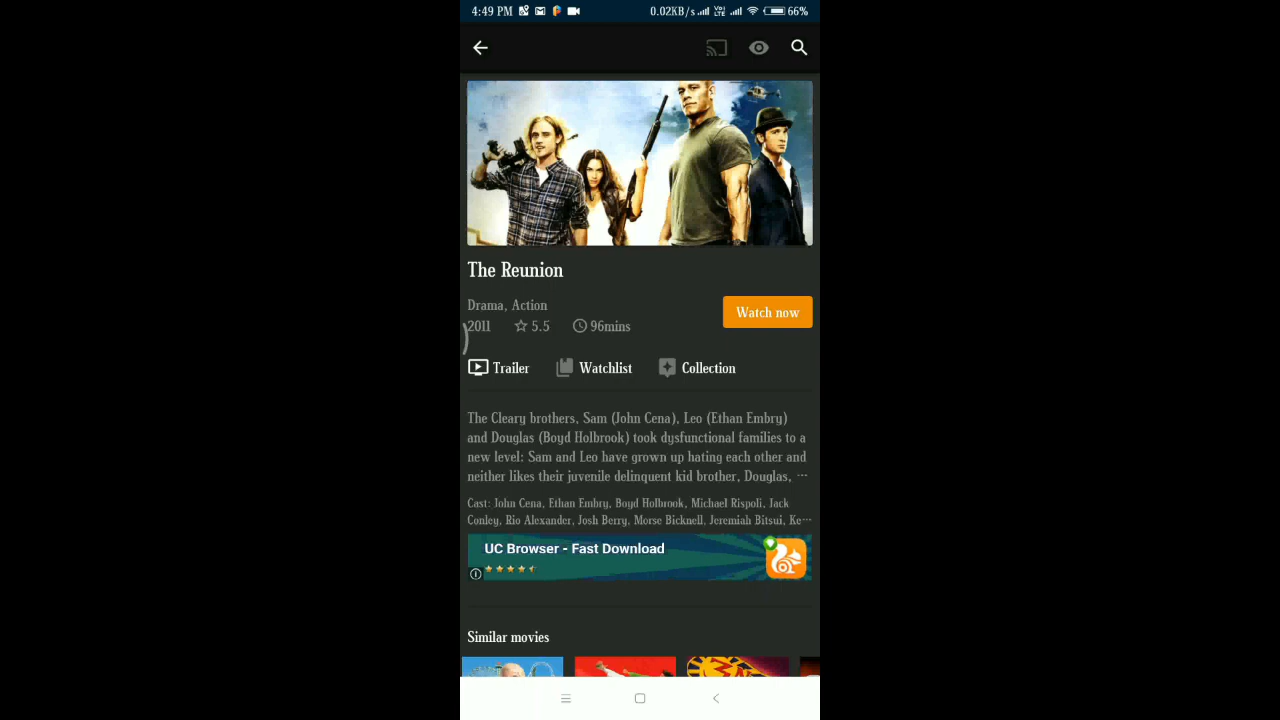 4:49 PM 0.02KB/s VoLTE 66%
The Reunion
Drama, Action
2011 5.5 96mins
Watch now
Trailer Watchlist Collection
The Cleary brothers, Sam (John Cena), Leo (Ethan Embry)
and Douglas (Boyd Holbrook) took dysfunctional families to a
new level: Sam and Leo have grown up hating each other and
neither likes their juvenile delinquent kid brother, Douglas, ···
Cast: John Cena, Ethan Embry, Boyd Holbrook, Michael Rispoli, Jack
Conley, Rio Alexander, Josh Berry, Morse Bicknell, Jeremiah Bitsui, Ke···
UC Browser - Fast Download
Similar movies